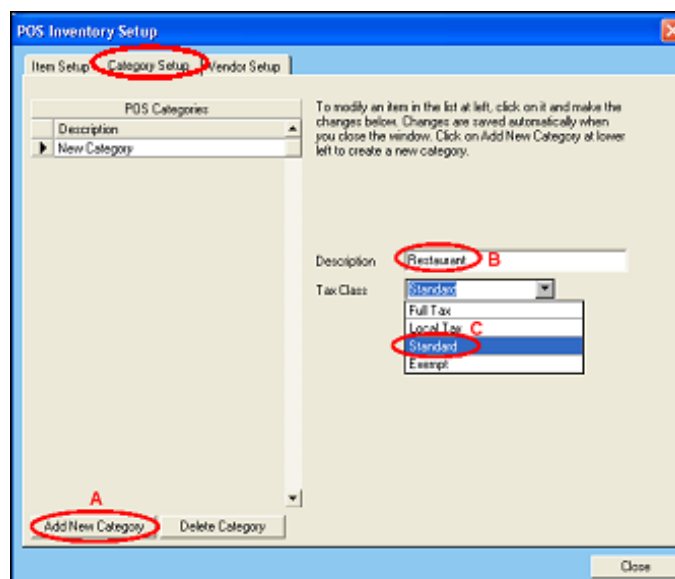 POS Inventory Setup
Item Setup Category Setup Vendor Setup
POS Categories
Description
New Category
To modify an item in the list at left, click on it and make the
changes below. Changes are saved automatically when
you close the window. Click on Add New Category at lower
left to create a new category.
Description Restaurant B
Tax Class Standard
Full Tax
Local Tax C
Standard
Exempt
A
Add New Category Delete Category
Close